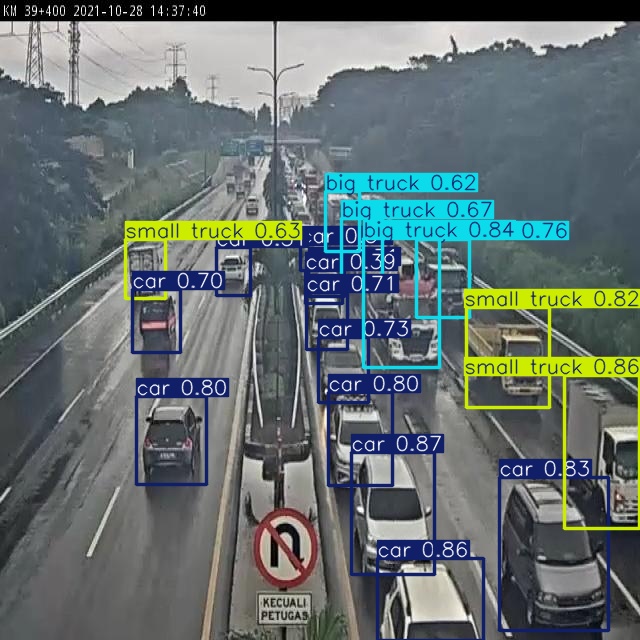 KM 39+400 2021-10-28 14:37:40
big truck 0.62
big truck 0.67
small truck 0.63
big truck 0.84
0.76
car
car
0.39
car 0.70
car 0.71
small truck 0.82
car 0.73
small truck 0.86
car 0.80
car 0.80
car 0.87
car 0.83
car 0.86
KECUALI
PETUGAS